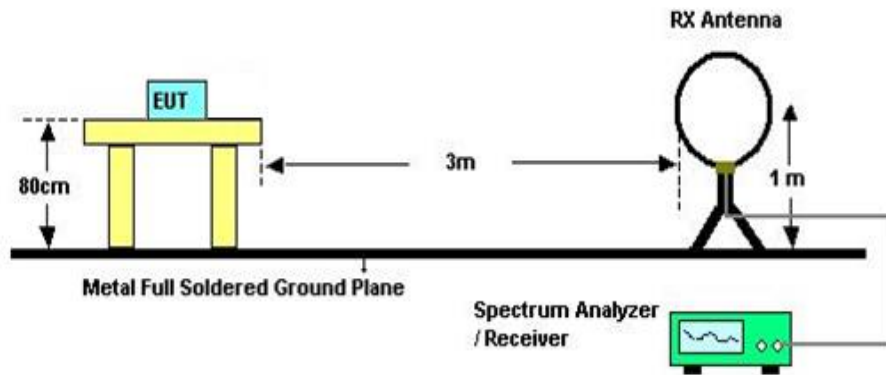 RX Antenna
EUT
3m
80cm
1 m
Metal Full Soldered Ground Plane
Spectrum Analyzer
/ Receiver